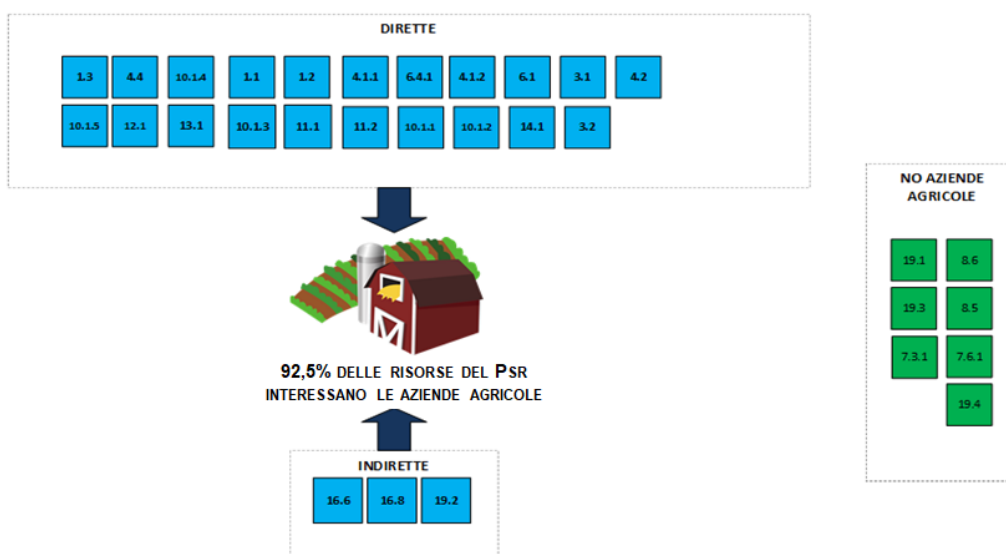 DIRETTE
1.3 4.4 10.1.4 1.1 1.2 4.1.1 6.4.1 4.1.2 6.1 3.1 4.2
10.1.5 12.1 13.1 10.1.3 11.1 11.2 10.1.1 10.1.2 14.1 3.2
92,5% DELLE RISORSE DEL PSR
INTERESSANO LE AZIENDE AGRICOLE
INDIRETTE
16.6 16.8 19.2
NO AZIENDE
AGRICOLE
19.1 8.6
19.3 8.5
7.3.1 7.6.1
19.4